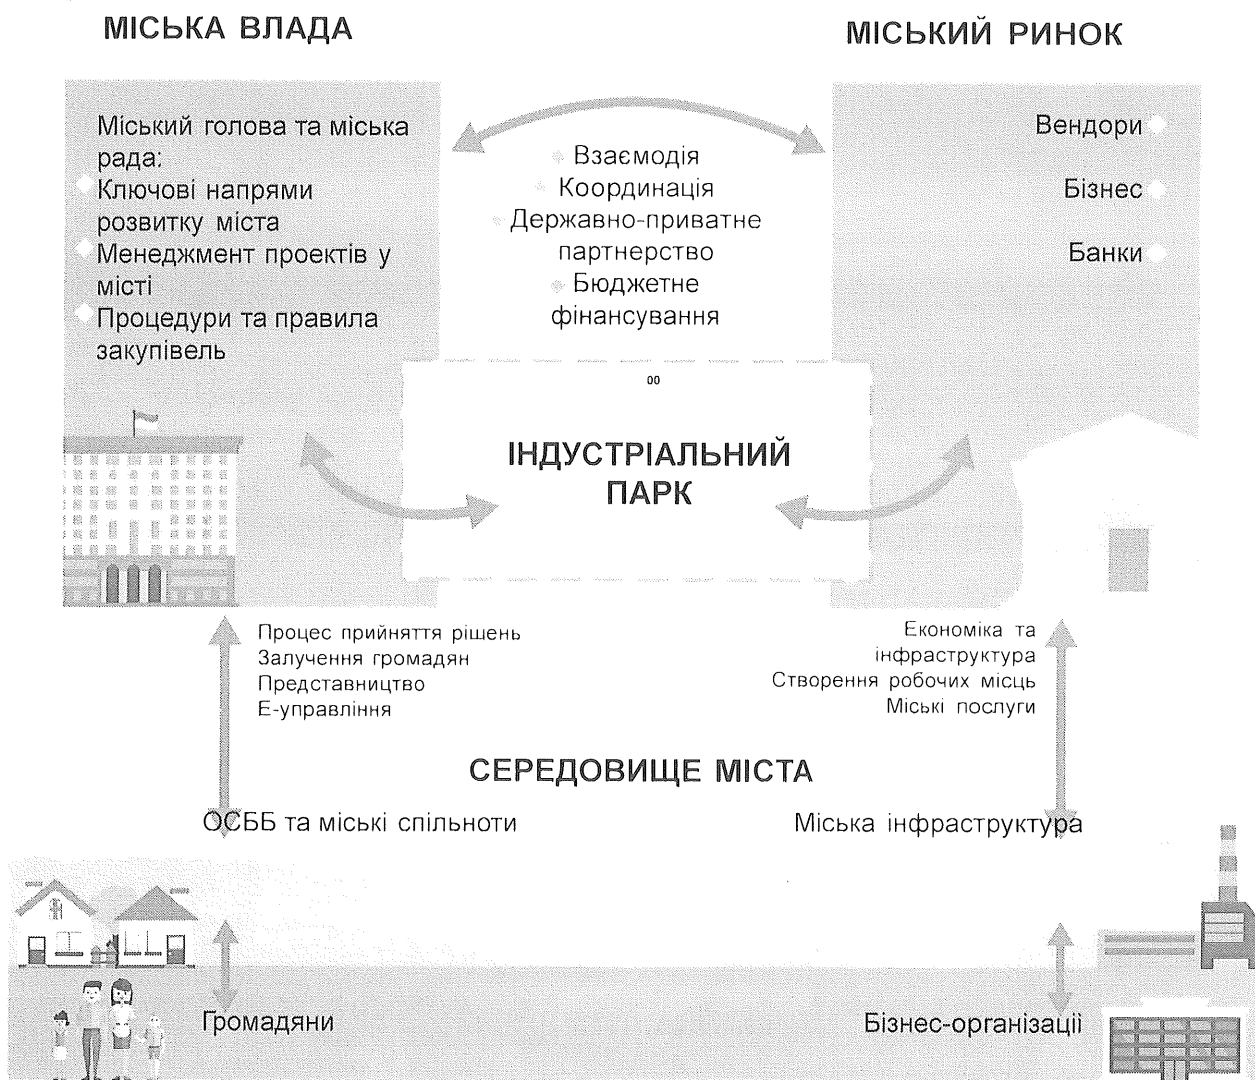 МІСЬКА ВЛАДА
МІСЬКИЙ РИНОК
Міський голова та міська
рада:
Ключові напрями
розвитку міста
Менеджмент проектів у
місті
Процедури та правила
закупівель
Взаємодія
Координація
Державно-приватне
партнерство
Бюджетне
фінансування
Вендори
Бізнес
Банки
00
ІНДУСТРІАЛЬНИЙ
ПАРК
Процес прийняття рішень
Залучення громадян
Представництво
Е-управління
Економіка та
інфраструктура
Створення робочих місць
Міські послуги
СЕРЕДОВИЩЕ МІСТА
ОСББ та міські спільноти
Міська інфраструктура
Громадяни
Бізнес-організації